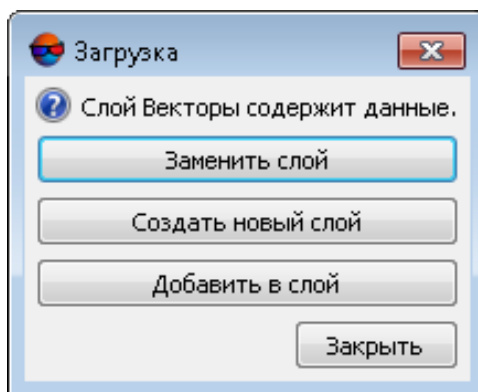 Загрузка
Слой Векторы содержит данные.
Заменить слой
Создать новый слой
Добавить в слой
Закрыть